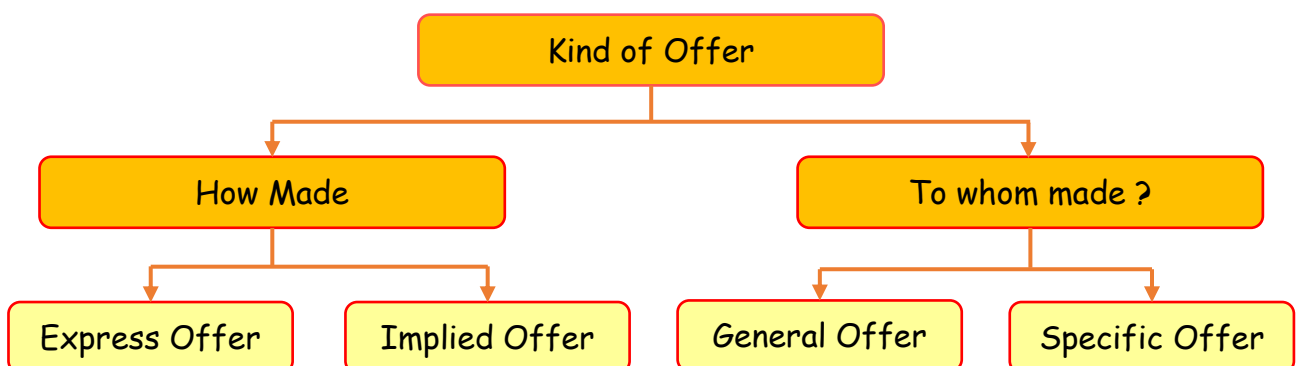 Kind of Offer
How Made
To whom made ?
Express Offer
Implied Offer
General Offer
Specific Offer